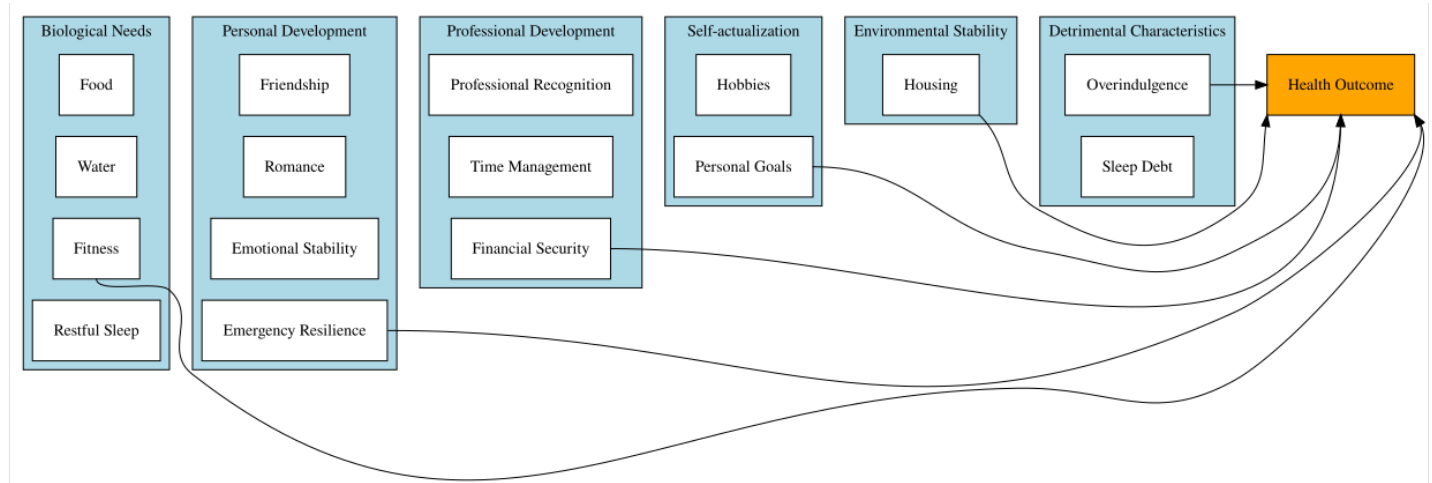 Biological Needs
Food
Water
Fitness
Restful Sleep
Personal Development
Friendship
Romance
Emotional Stability
Emergency Resilience
Professional Development
Professional Recognition
Time Management
Financial Security
Self-actualization
Hobbies
Personal Goals
Environmental Stability
Housing
Detrimental Characteristics
Overindulgence
Sleep Debt
Health Outcome